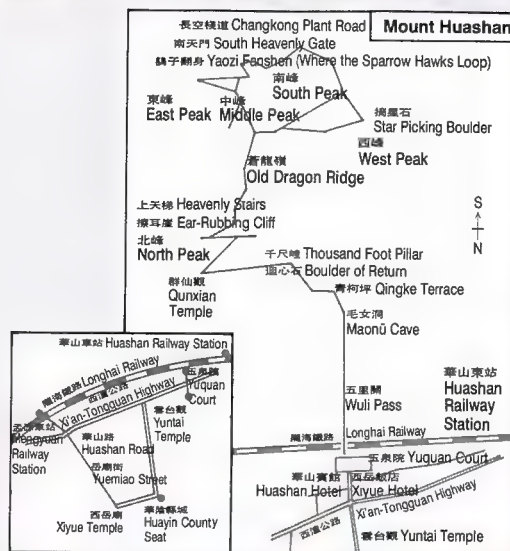 Mount Huashan
長空棧道 Changkong Plant Road
南天門 South Heavenly Gate
鷂子翻身 Yaozi Fanshen (Where the Sparrow Hawks Loop)
南峰
South Peak
東峰
East Peak
中峰
Middle Peak
摘星石
Star Picking Boulder
西峰
West Peak
蒼龍嶺
Old Dragon Ridge
上天梯 Heavenly Stairs
擦耳崖 Ear-Rubbing Cliff
北峰
North Peak
S
N
千尺㠉 Thousand Foot Pillar
迴心石 Boulder of Return
群仙觀
Qunxian
Temple
青柯坪 Qingke Terrace
毛女洞
Maonü Cave
五里關
Wuli Pass
華山東站
Huashan
Railway
Station
隴海鐵路
Longhai Railway
五泉院 Yuquan Court
華山賓館
Huashan Hotel
西岳飯店
Xiyue Hotel
西潼公路
Xi'an-Tongguan Highway
雲台觀 Yuntai Temple
華山車站 Huashan Railway Station
隴海鐵路 Longhai Railway
西潼公路
Xi'an-Tongguan Highway
玉泉院
Yuquan
Court
孟塬車站
Mengyuan
Railway
Station
雲台觀
Yuntai
Temple
華山路
Huashan Road
岳廟街
Yuemiao Street
西岳廟
Xiyue Temple
華陰縣城
Huayin County
Seat